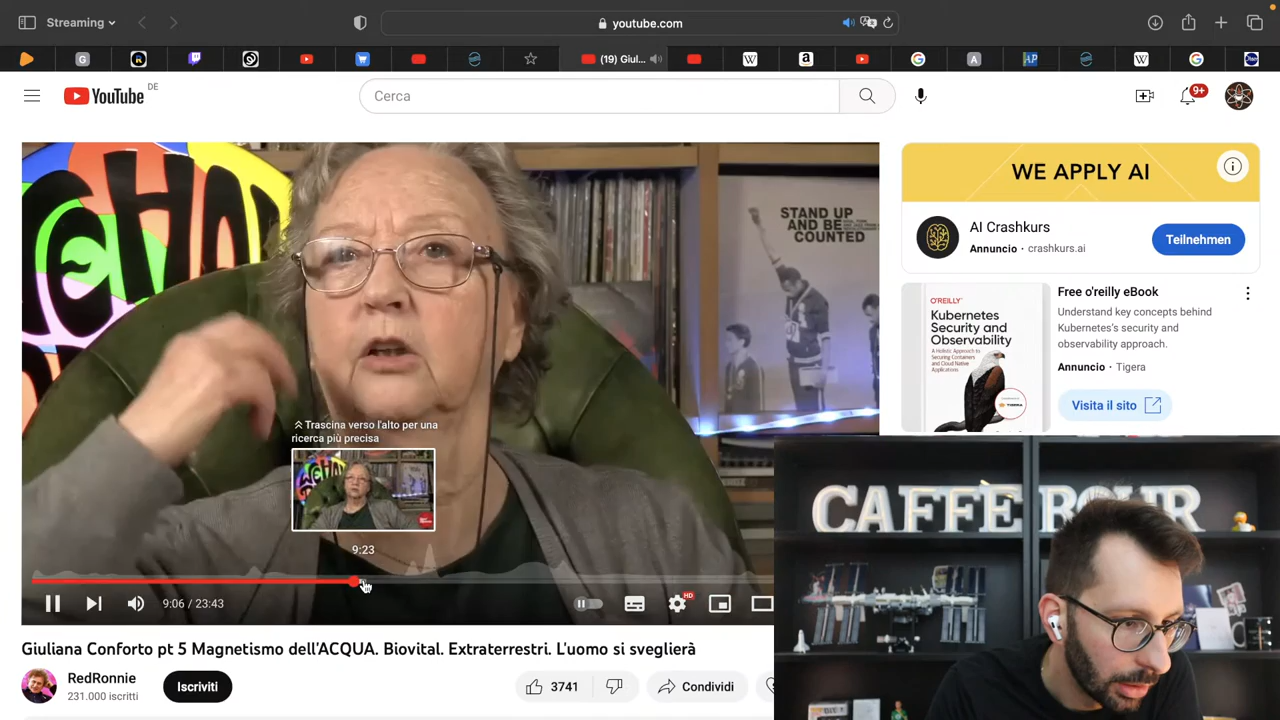 Streaming
youtube.com
(19) Giul...
YouTube
DE
Cerca
9+
STAND UP
AND BE
COUNTED
WE APPLY AI
AI Crashkurs
Annuncio · crashkurs.ai
Teilnehmen
O'REILLY
Kubernetes
Security and
Observability
Free o'reilly eBook
Understand key concepts behind
Kubernetes's security and
observability approach.
Annuncio · Tigera
Visita il sito
Trascina verso l'alto per una
ricerca più precisa
9:23
9:06 / 23:43
HD
CAFFE
Giuliana Conforto pt 5 Magnetismo dell'ACQUA. Biovital. Extraterrestri. L'uomo si sveglierà
RedRonnie
231.000 iscritti
Iscriviti
3741
Condividi